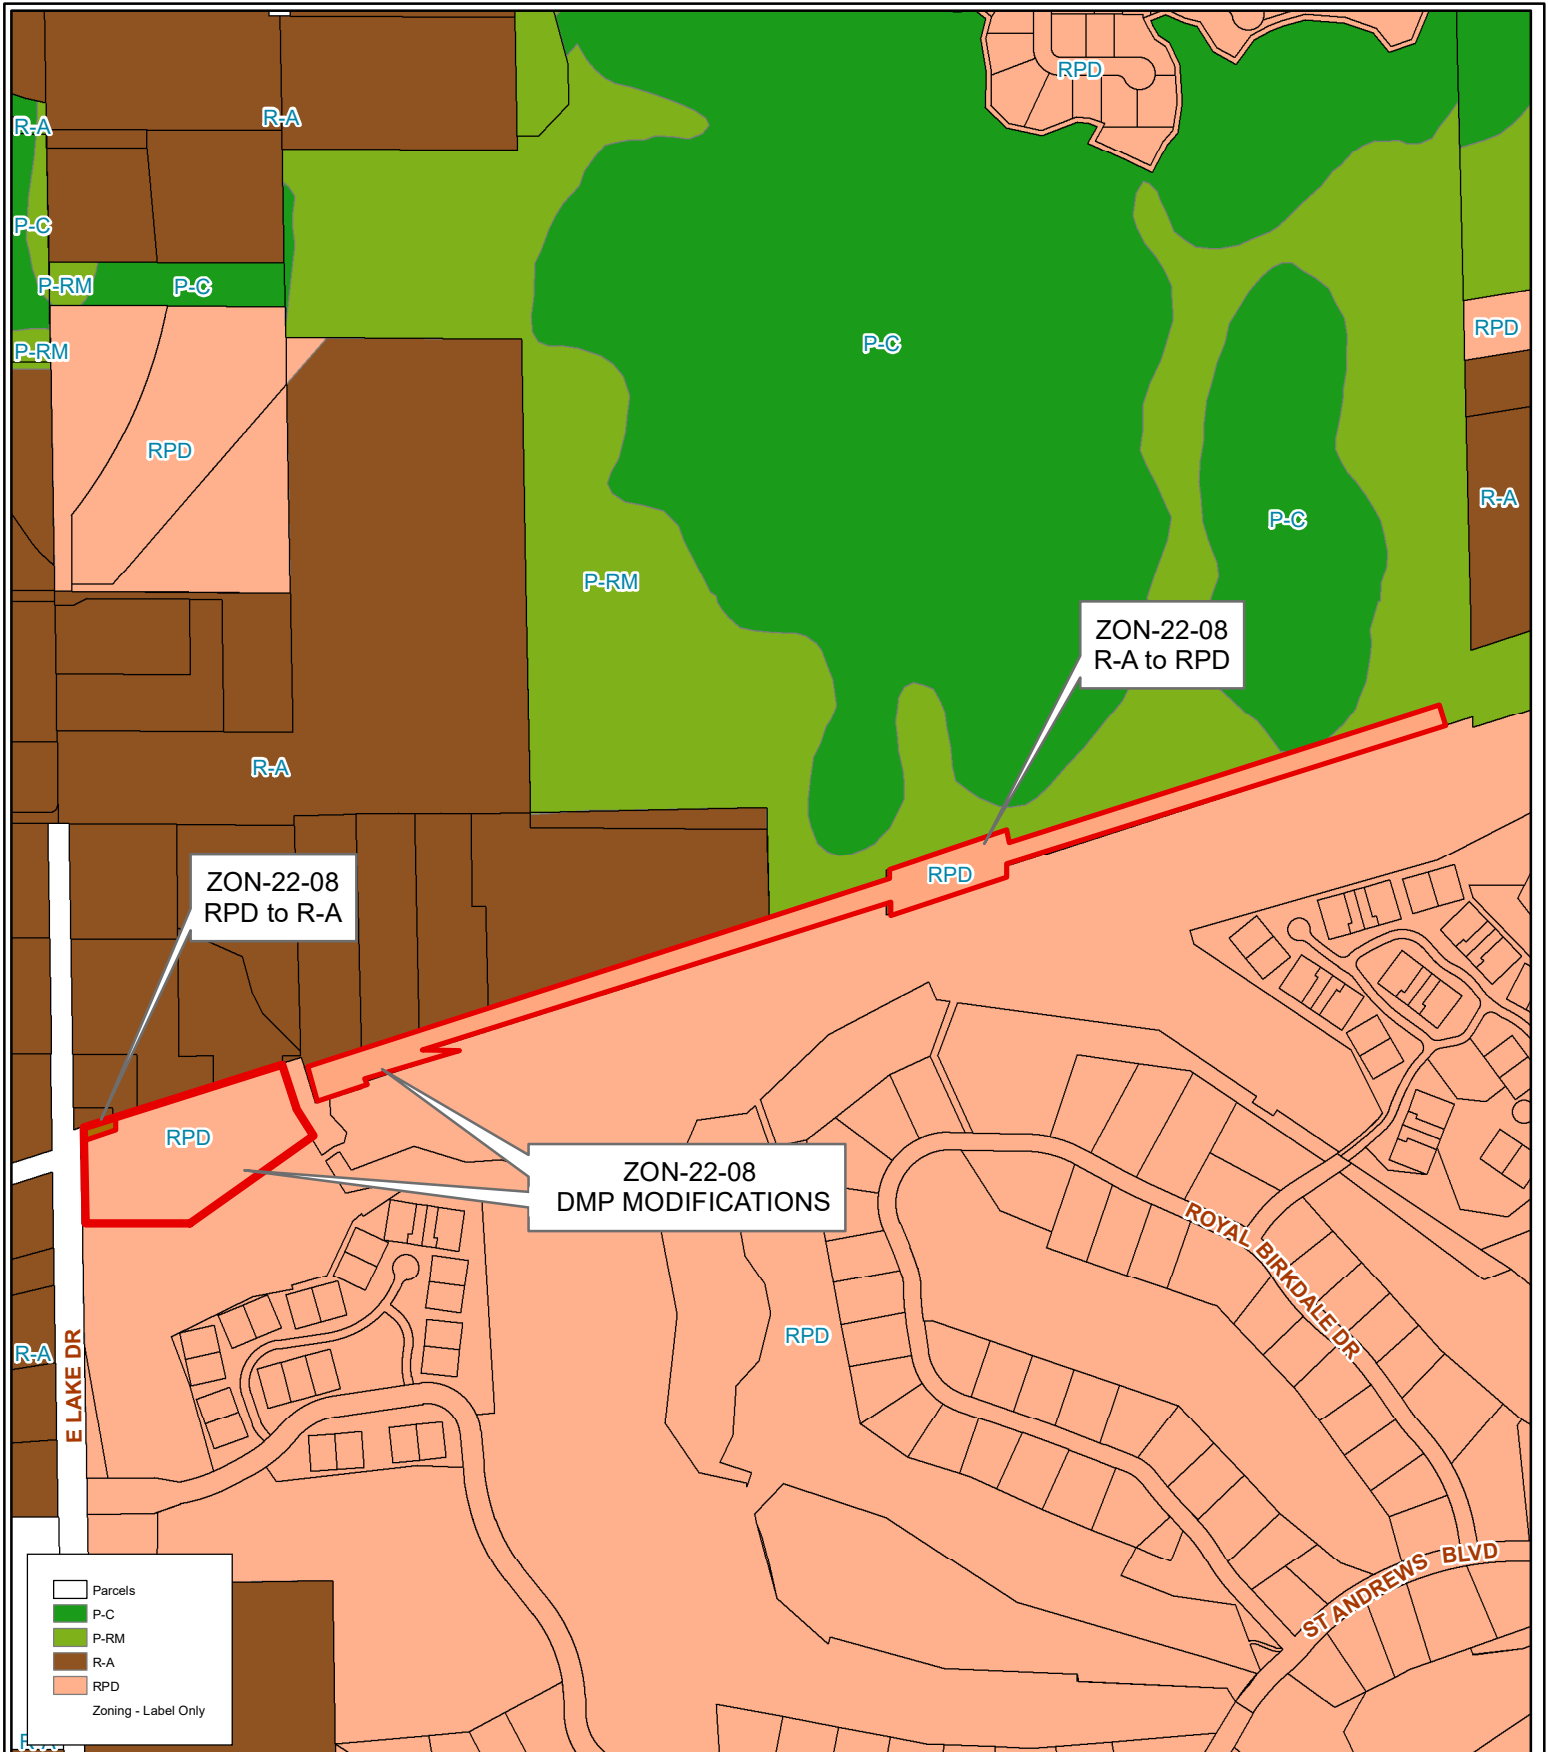 RPD
R-A
R-A
P-C
P-RM
P-C
RPD
P-C
P-RM
RPD
R-A
P-C
P-RM
ZON-22-08
R-A to RPD
R-A
ZON-22-08
RPD to R-A
RPD
RPD
ZON-22-08
DMP MODIFICATIONS
ROYAL BIRKDALE DR
RPD
R-A
E LAKE DR
ST ANDREWS BLVD
Parcels
P-C
P-RM
R-A
RPD
Zoning - Label Only
R-A